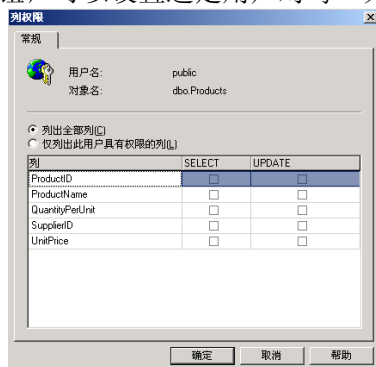 列权限
常规
用户名: public
对象名: dbo.Products
列出全部列(C)
仅列出此用户具有权限的列(L)
列 SELECT UPDATE
ProductID
ProductName
QuantityPerUnit
SupplierID
UnitPrice
确定 取消 帮助